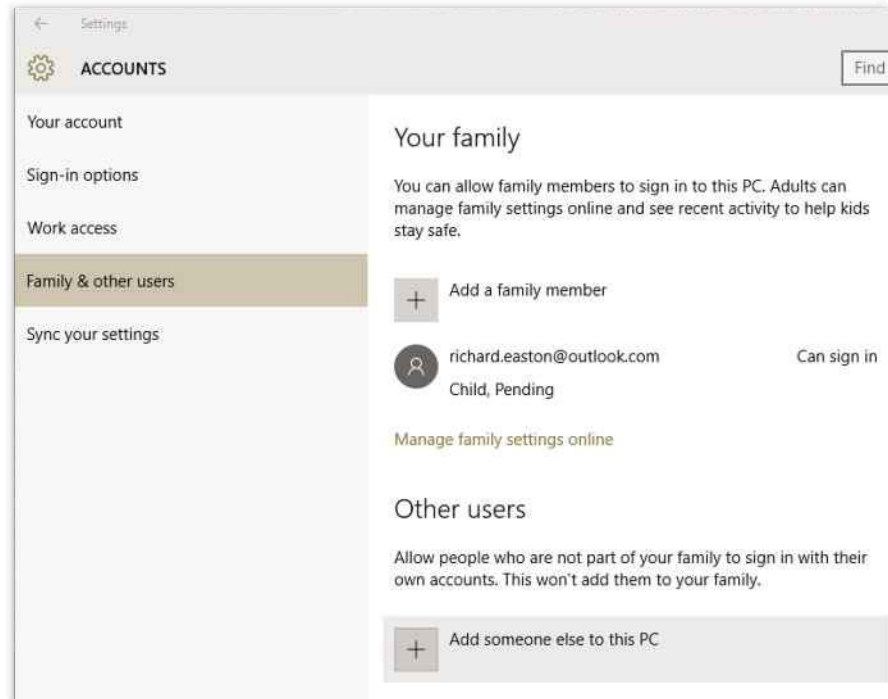 Settings
ACCOUNTS
Find
Your account
Sign-in options
Work access
Family & other users
Sync your settings
Your family
You can allow family members to sign in to this PC. Adults can
manage family settings online and see recent activity to help kids
stay safe.
Add a family member
richard.easton@outlook.com Can sign in
Child, Pending
Manage family settings online
Other users
Allow people who are not part of your family to sign in with their
own accounts. This won't add them to your family.
Add someone else to this PC